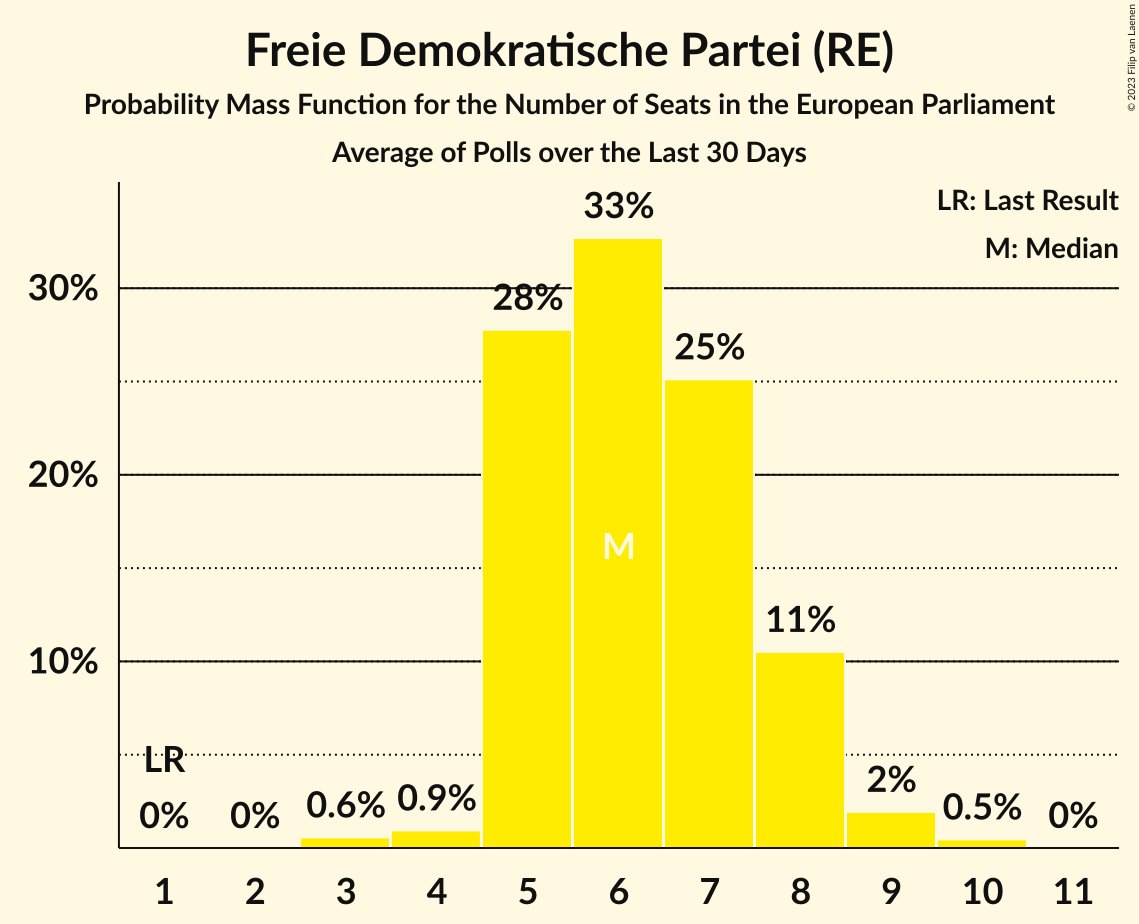 Freie Demokratische Partei (RE)
Probability Mass Function for the Number of Seats in the European Parliament
Average of Polls over the Last 30 Days
© 2023 Filip van Laenen
LR: Last Result
M: Median
33%
30%
28%
25%
20%
M
11%
10%
LR
0%
0%
0.6%
0.9%
2%
0.5%
0%
1 2 3 4 5 6 7 8 9 10 11